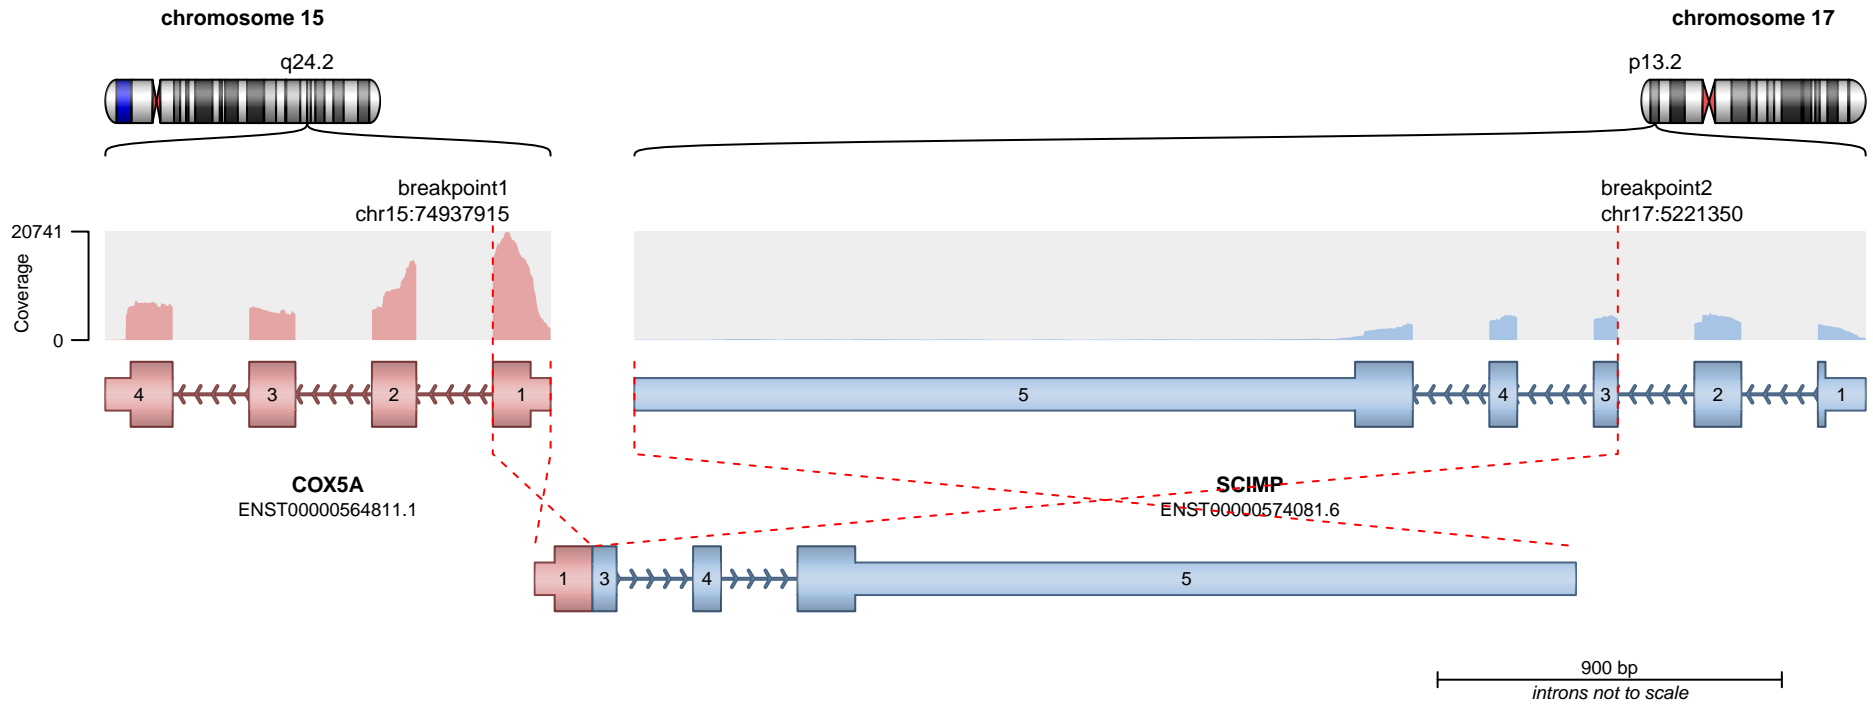 chromosome 15
chromosome 17
q24.2
p13.2
breakpoint1
chr15:74937915
breakpoint2
chr17:5221350
20741
Coverage
0
4 3 2 1
5 4 3 2 1
COX5A
ENST00000564811.1
SCIMP
ENST00000574081.6
1 3 4 5
900 bp
introns not to scale